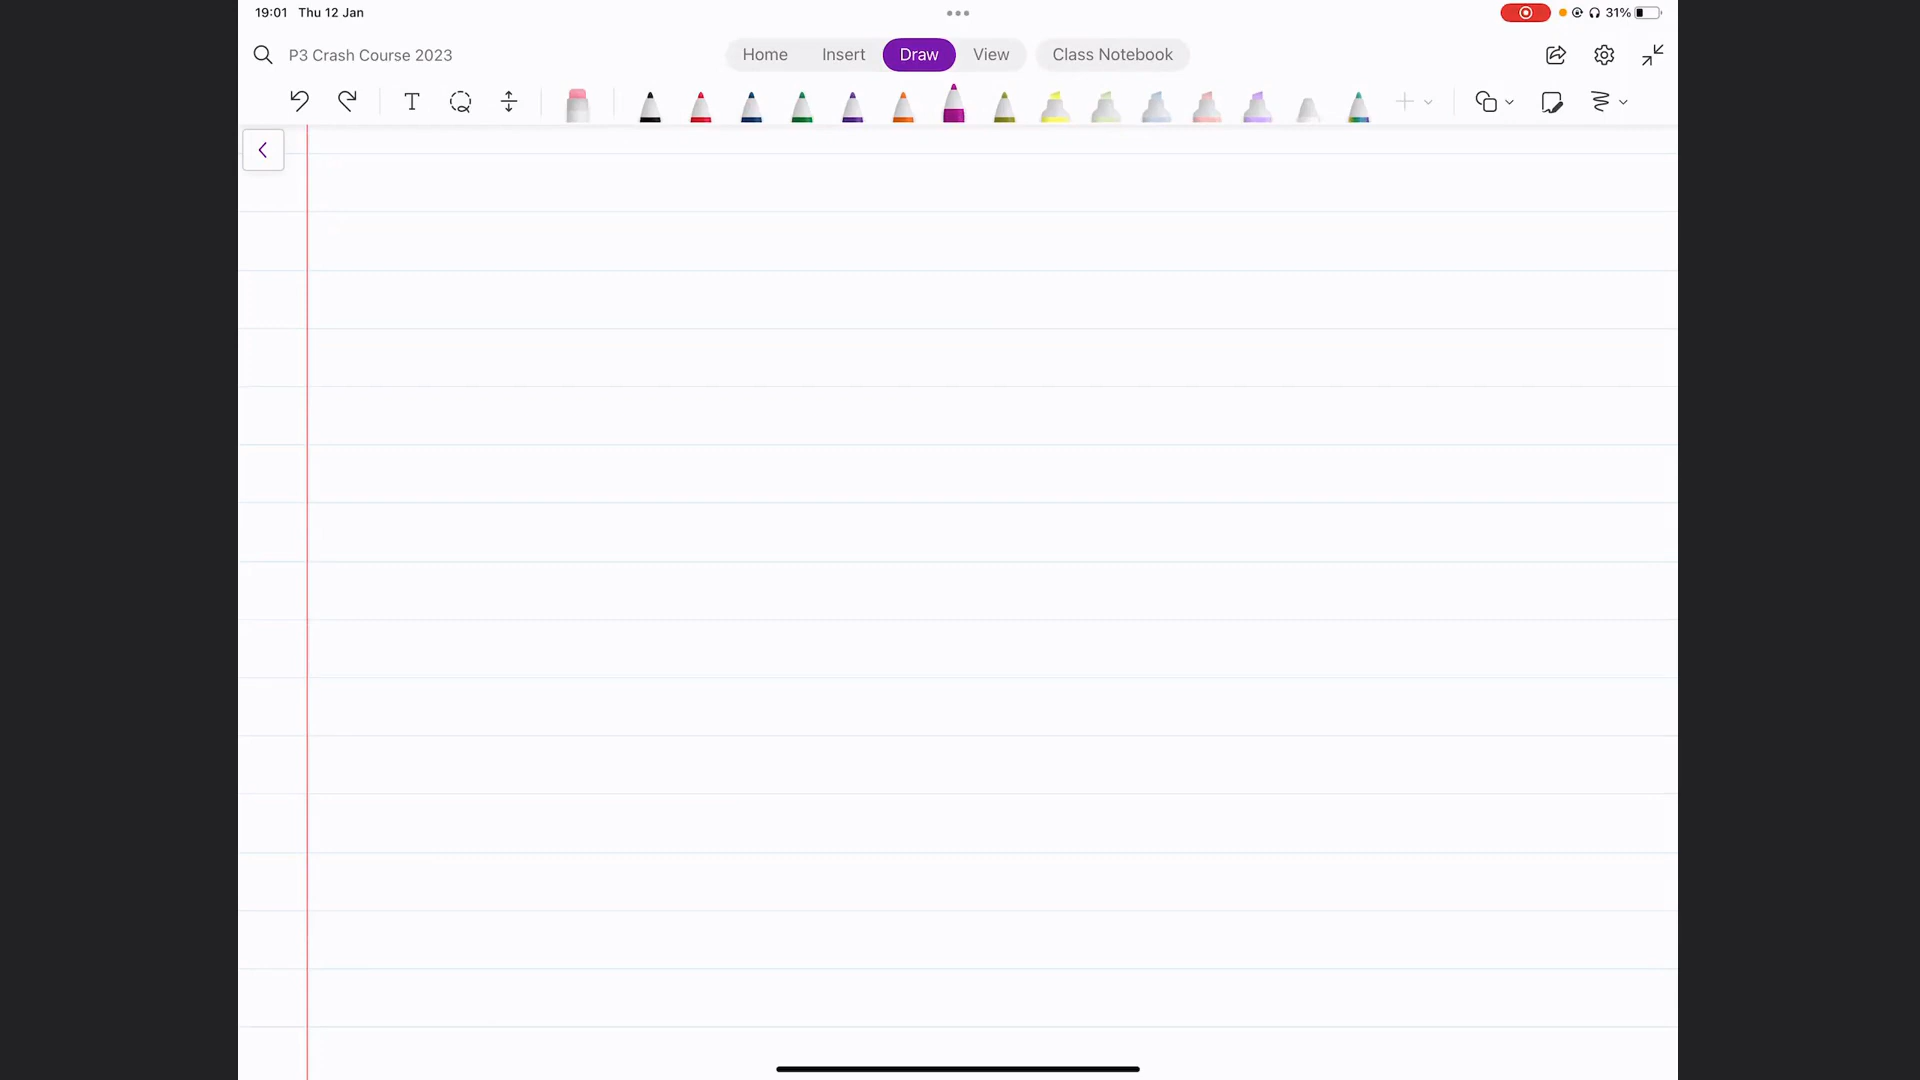 19:01 Thu 12 Jan 31%
P3 Crash Course 2023 Home Insert Draw View Class Notebook
T